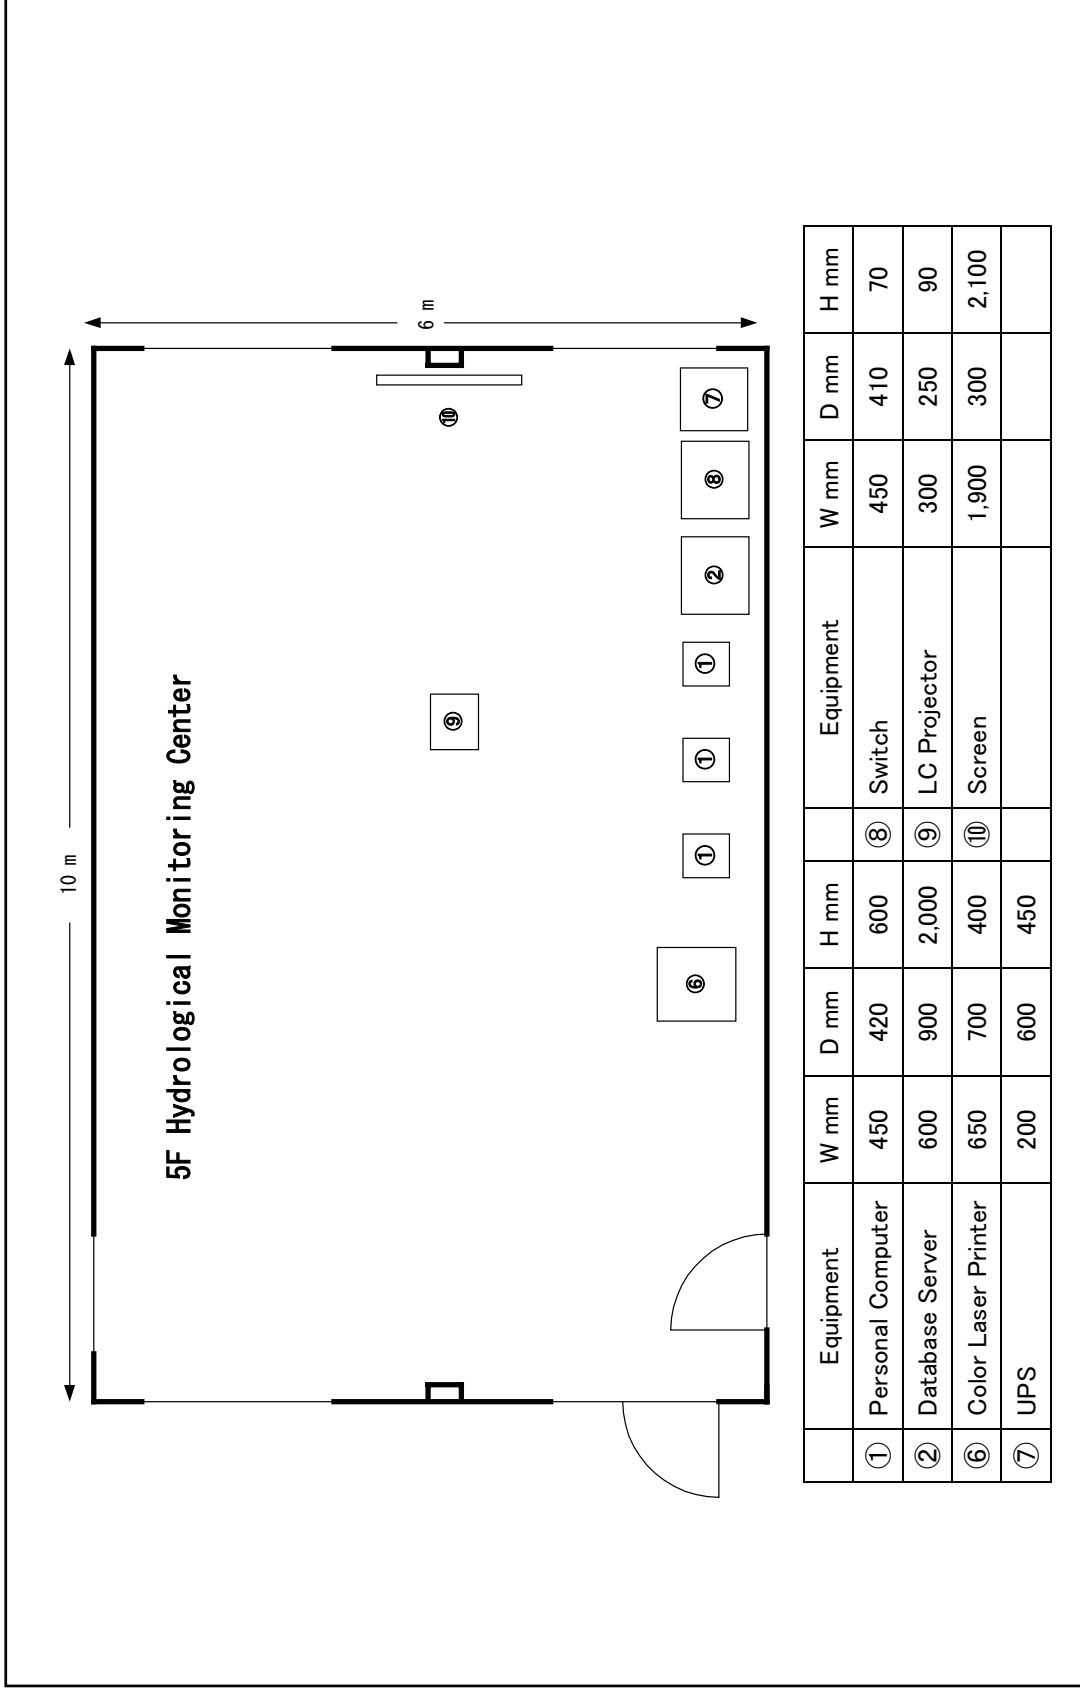 10 m
6 m
5F Hydrological Monitoring Center
⑩
⑨
⑥ ① ① ① ② ⑧ ⑦
Equipment W mm D mm H mm Equipment W mm D mm H mm
① Personal Computer 450 420 600 ⑧ Switch 450 410 70
② Database Server 600 900 2,000 ⑨ LC Projector 300 250 90
⑥ Color Laser Printer 650 700 400 ⑩ Screen 1,900 300 2,100
⑦ UPS 200 600 450